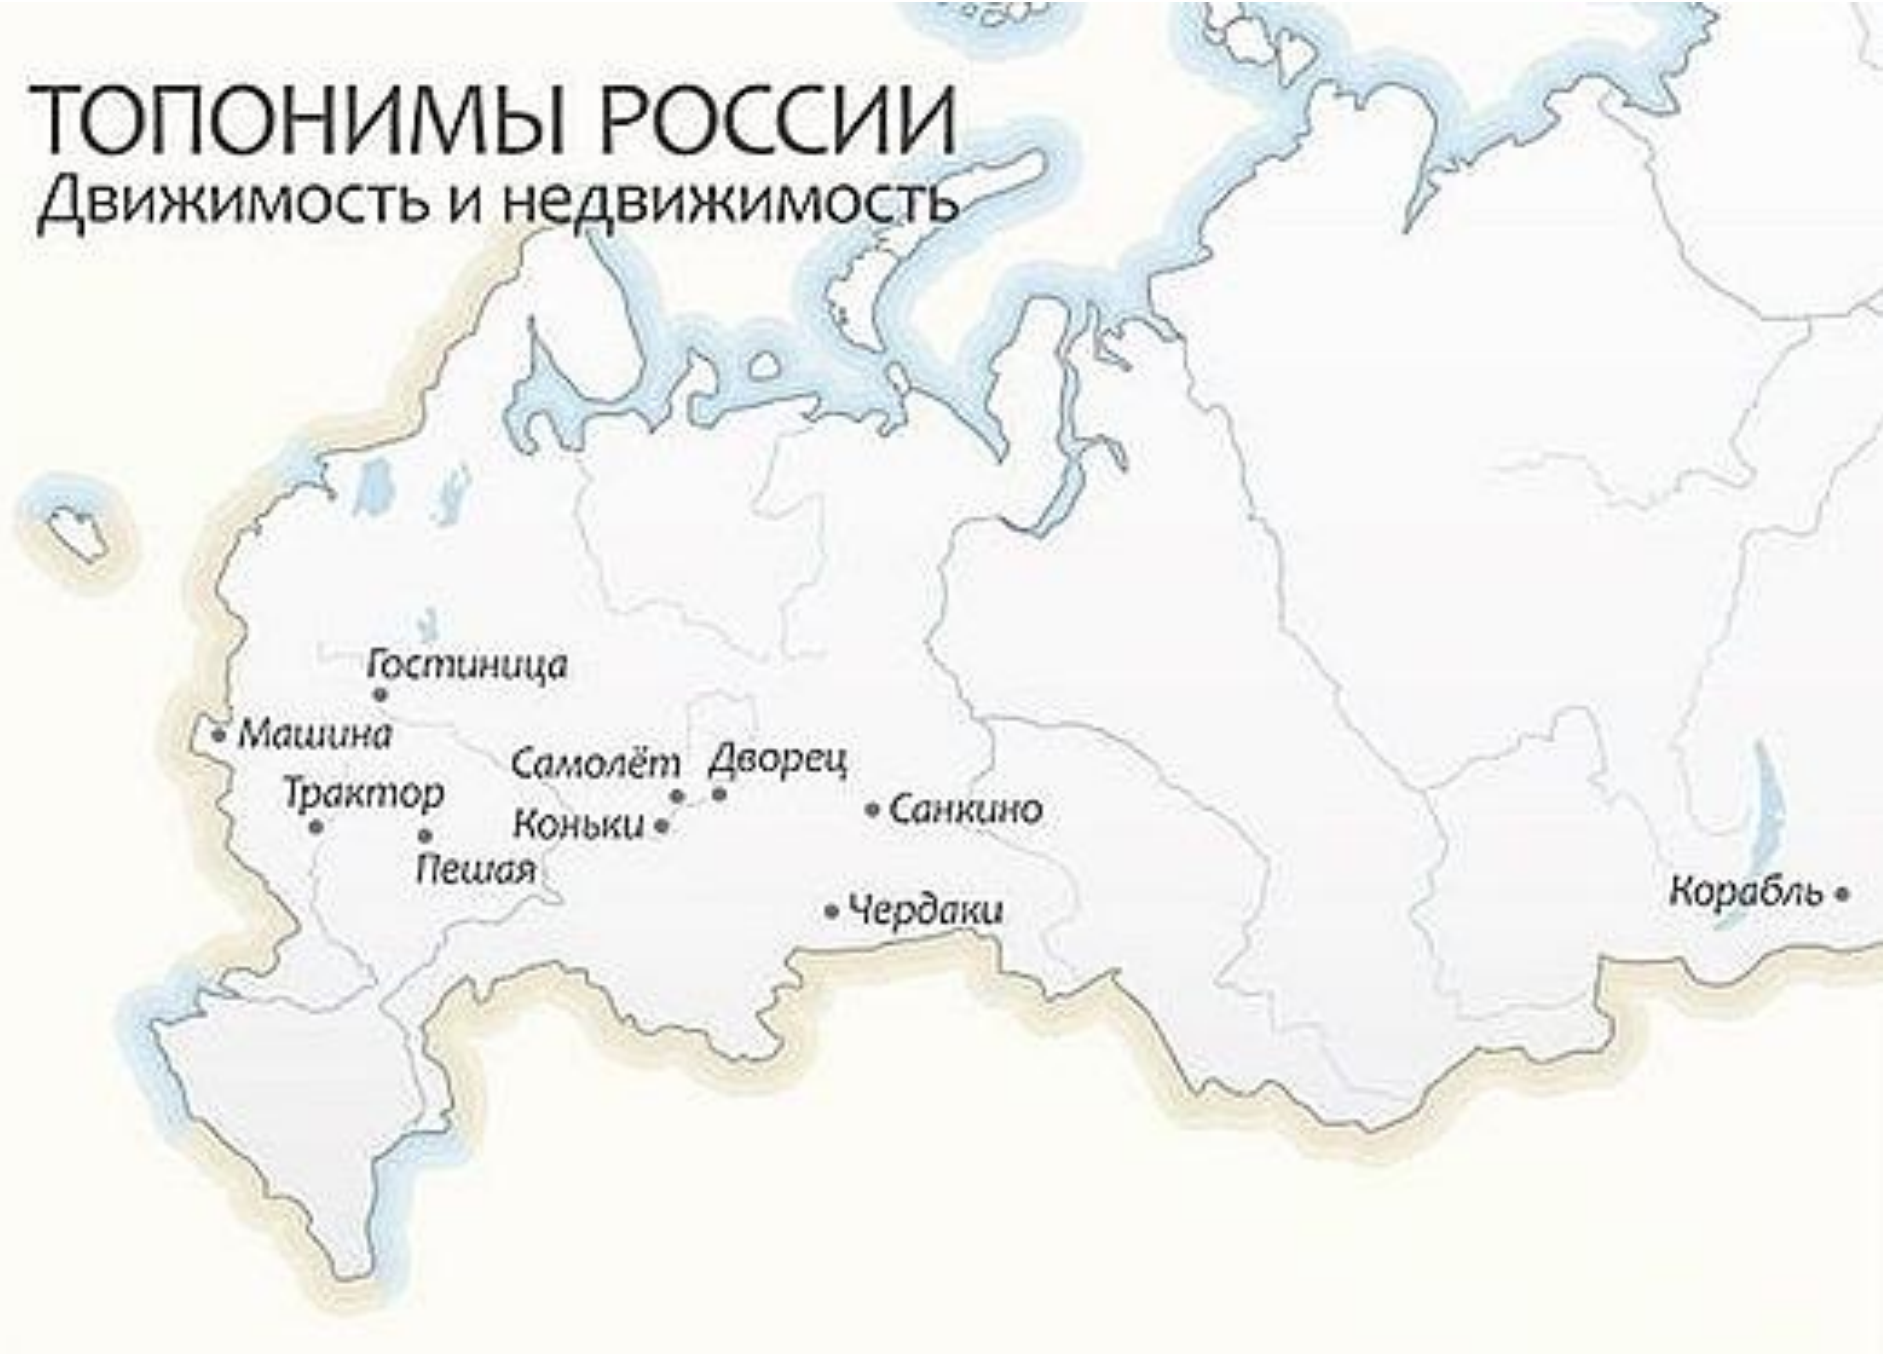 ТОПОНИМЫ РОССИИ
Движимость и недвижимость
Гостиница
Машина
Самолёт
Дворец
Трактор
Коньки
Санкино
Пешая
Чердаки
Корабль